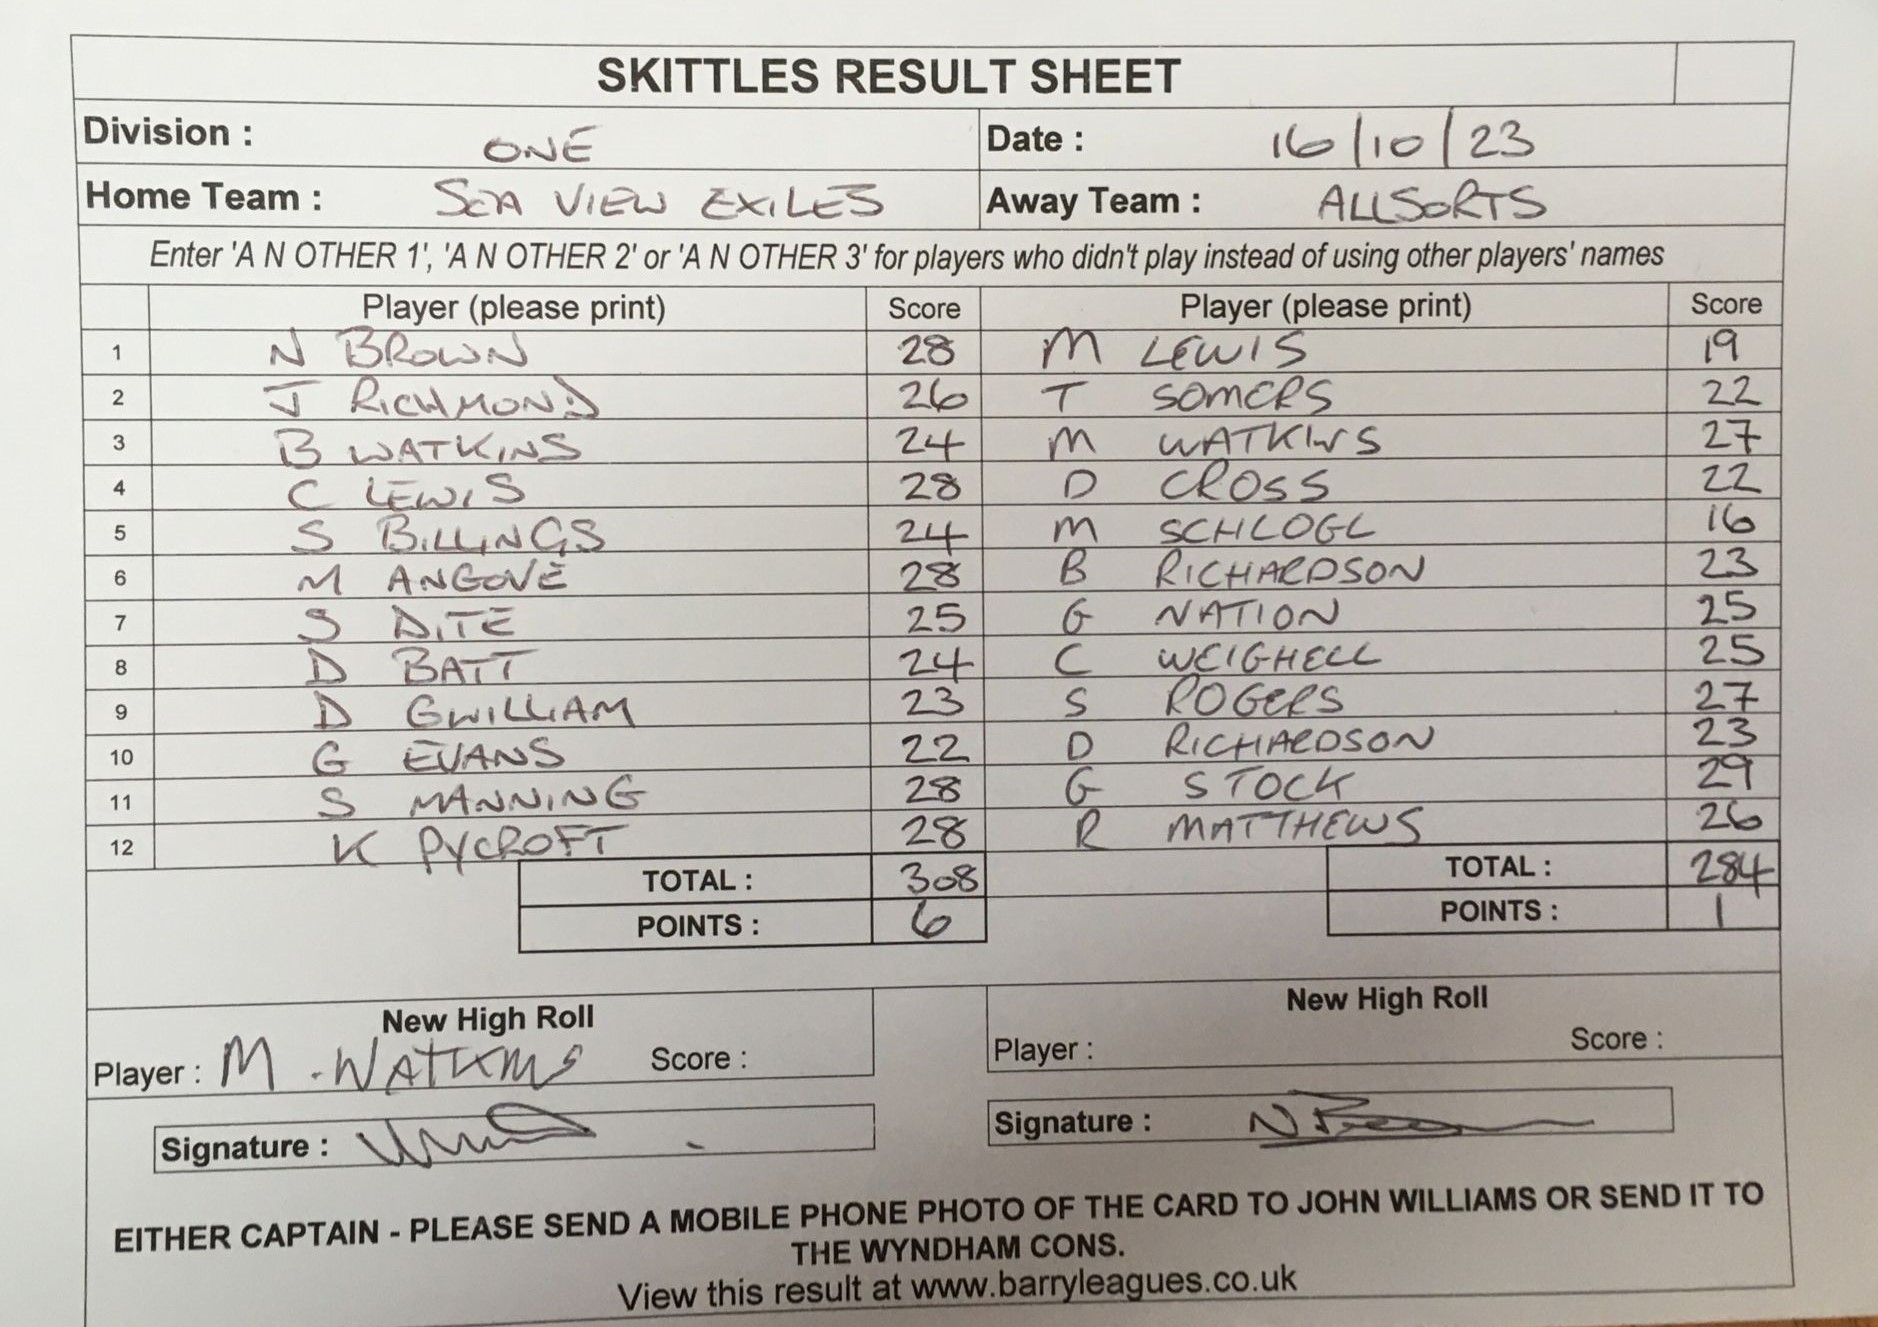 SKITTLES RESULT SHEET
Division : ONE Date : 16/10/23
Home Team : SEA VIEW EXILES Away Team : ALLSORTS
Enter 'A N OTHER 1', 'A N OTHER 2' or 'A N OTHER 3' for players who didn't play instead of using other players' names
Player (please print) Score Player (please print) Score
1 N BROWN 28 M LEWIS 19
2 J RICHMOND 26 T SOMERS 22
3 B WATKINS 24 M WATKINS 27
4 C LEWIS 28 D CROSS 22
5 S BILLINGS 24 M SCHLOGL 16
6 M ANGOVE 28 B RICHARDSON 23
7 S DITE 25 G NATION 25
8 D BATT 24 C WEIGHELL 25
9 D GWILLIAM 23 S ROGERS 27
10 G EVANS 22 D RICHARDSON 23
11 S MANNING 28 G STOCK 29
12 K PYCROFT 28 R MATTHEWS 26
TOTAL : 308 TOTAL : 284
POINTS : 6 POINTS : 1
New High Roll New High Roll
Player : M. WATKINS Score : Player : Score :
Signature : Signature :
EITHER CAPTAIN - PLEASE SEND A MOBILE PHONE PHOTO OF THE CARD TO JOHN WILLIAMS OR SEND IT TO
THE WYNDHAM CONS.
View this result at www.barryleagues.co.uk